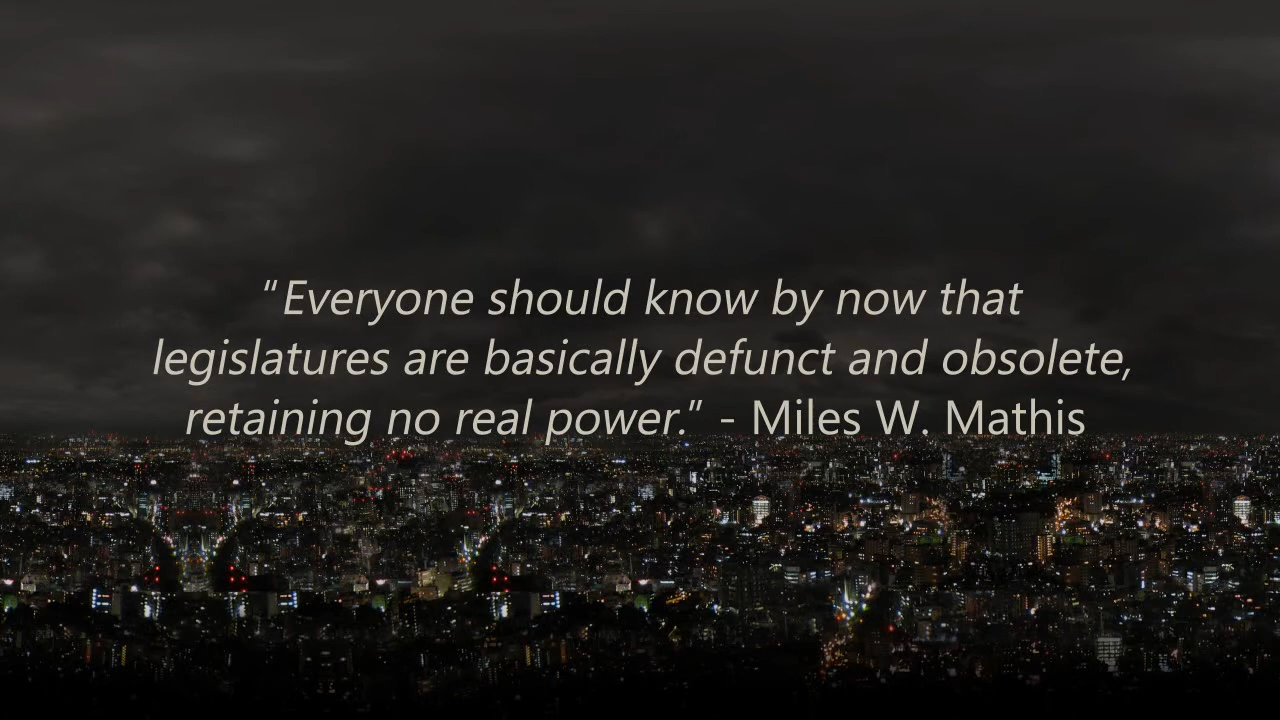 “Everyone should know by now that
legislatures are basically defunct and obsolete,
retaining no real power.” - Miles W. Mathis